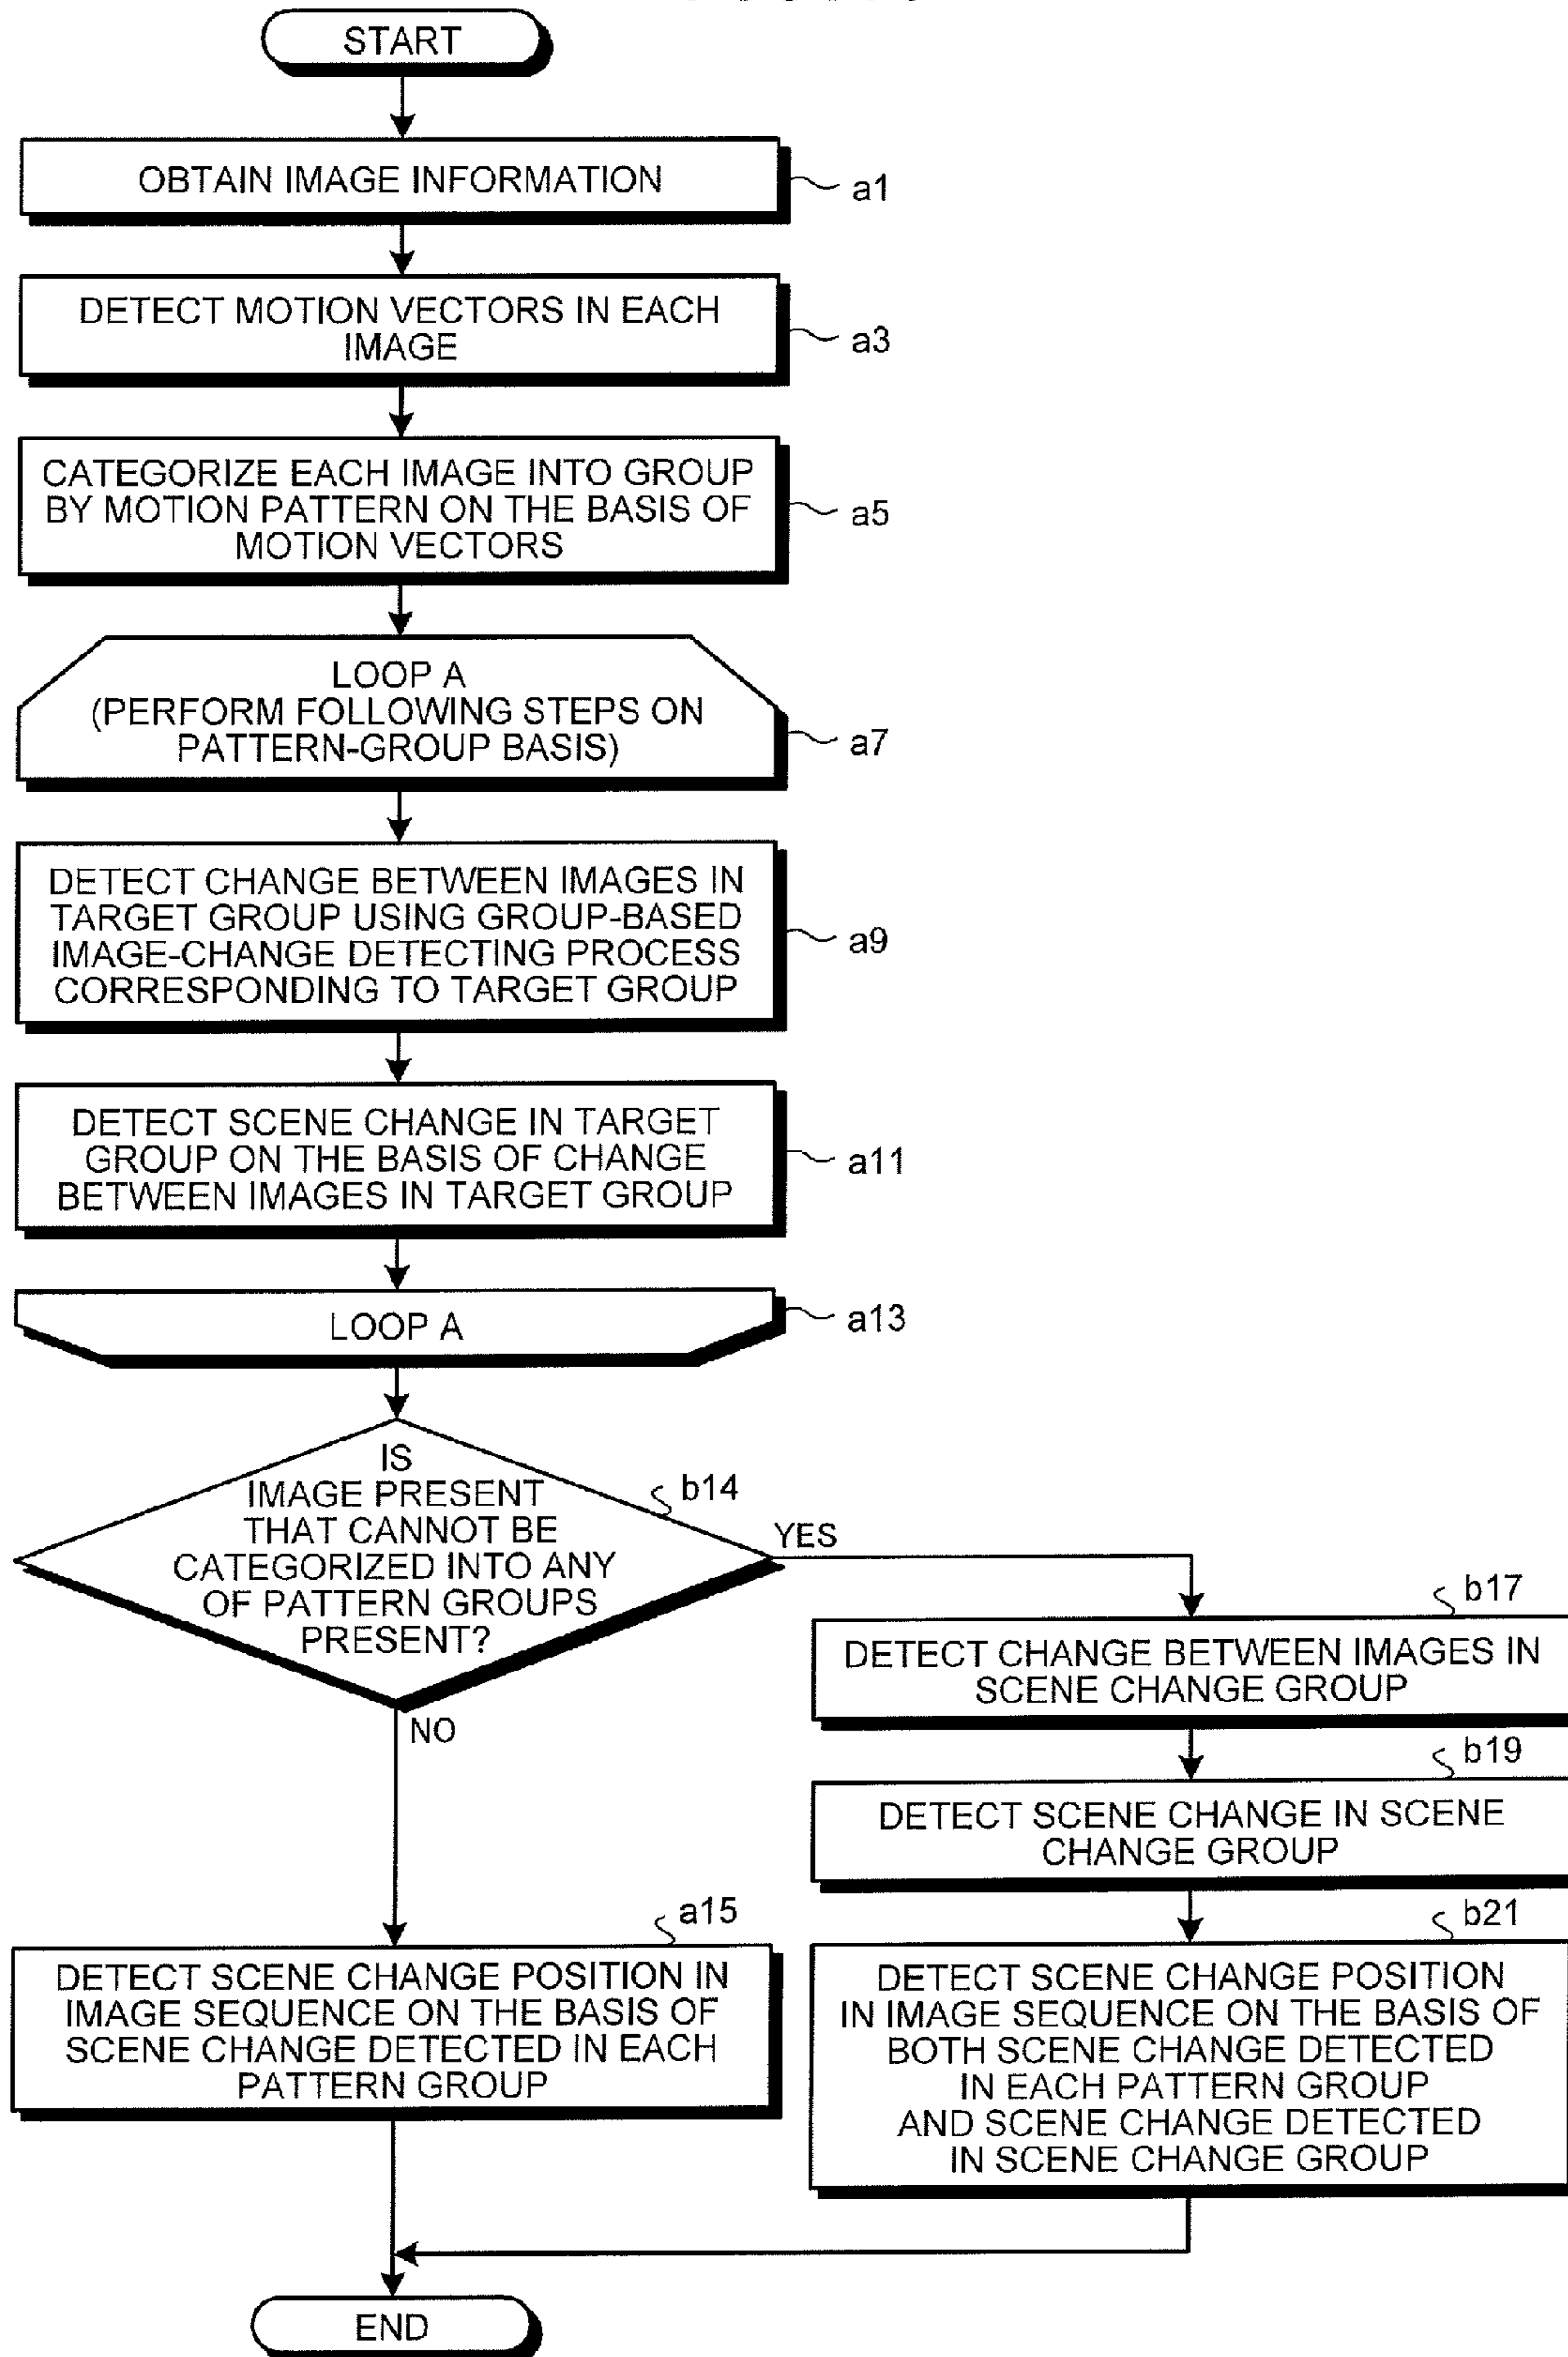 START
OBTAIN IMAGE INFORMATION
a1
DETECT MOTION VECTORS IN EACH
IMAGE
a3
CATEGORIZE EACH IMAGE INTO GROUP
BY MOTION PATTERN ON THE BASIS OF
MOTION VECTORS
a5
LOOP A
(PERFORM FOLLOWING STEPS ON
PATTERN-GROUP BASIS)
a7
DETECT CHANGE BETWEEN IMAGES IN
TARGET GROUP USING GROUP-BASED
IMAGE-CHANGE DETECTING PROCESS
CORRESPONDING TO TARGET GROUP
a9
DETECT SCENE CHANGE IN TARGET
GROUP ON THE BASIS OF CHANGE
BETWEEN IMAGES IN TARGET GROUP
a11
LOOP A
a13
IS
IMAGE PRESENT
THAT CANNOT BE
CATEGORIZED INTO ANY
OF PATTERN GROUPS
PRESENT?
b14
YES
NO
b17
DETECT CHANGE BETWEEN IMAGES IN
SCENE CHANGE GROUP
b19
DETECT SCENE CHANGE IN SCENE
CHANGE GROUP
a15
DETECT SCENE CHANGE POSITION IN
IMAGE SEQUENCE ON THE BASIS OF
SCENE CHANGE DETECTED IN EACH
PATTERN GROUP
b21
DETECT SCENE CHANGE POSITION
IN IMAGE SEQUENCE ON THE BASIS OF
BOTH SCENE CHANGE DETECTED
IN EACH PATTERN GROUP
AND SCENE CHANGE DETECTED
IN SCENE CHANGE GROUP
END